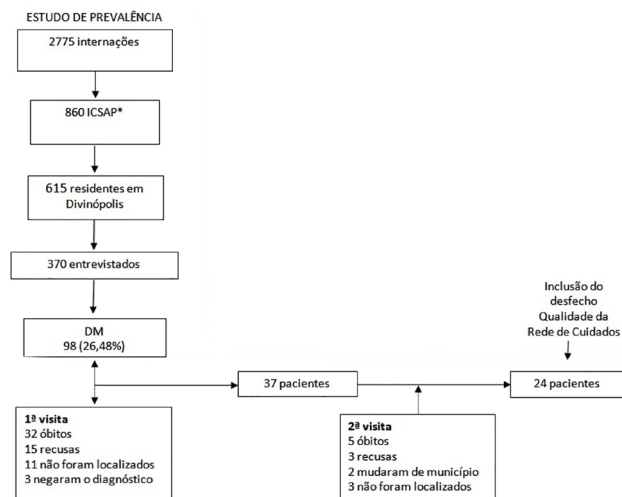 ESTUDO DE PREVALÊNCIA
2775 internações
860 ICSAP*
615 residentes em
Divinópolis
370 entrevistados
DM
98 (26,48%)
1ª visita
32 óbitos
15 recusas
11 não foram localizados
3 negaram o diagnóstico
37 pacientes
2ª visita
5 óbitos
3 recusas
2 mudaram de município
3 não foram localizados
Inclusão do
desfecho
Qualidade da
Rede de Cuidados
24 pacientes